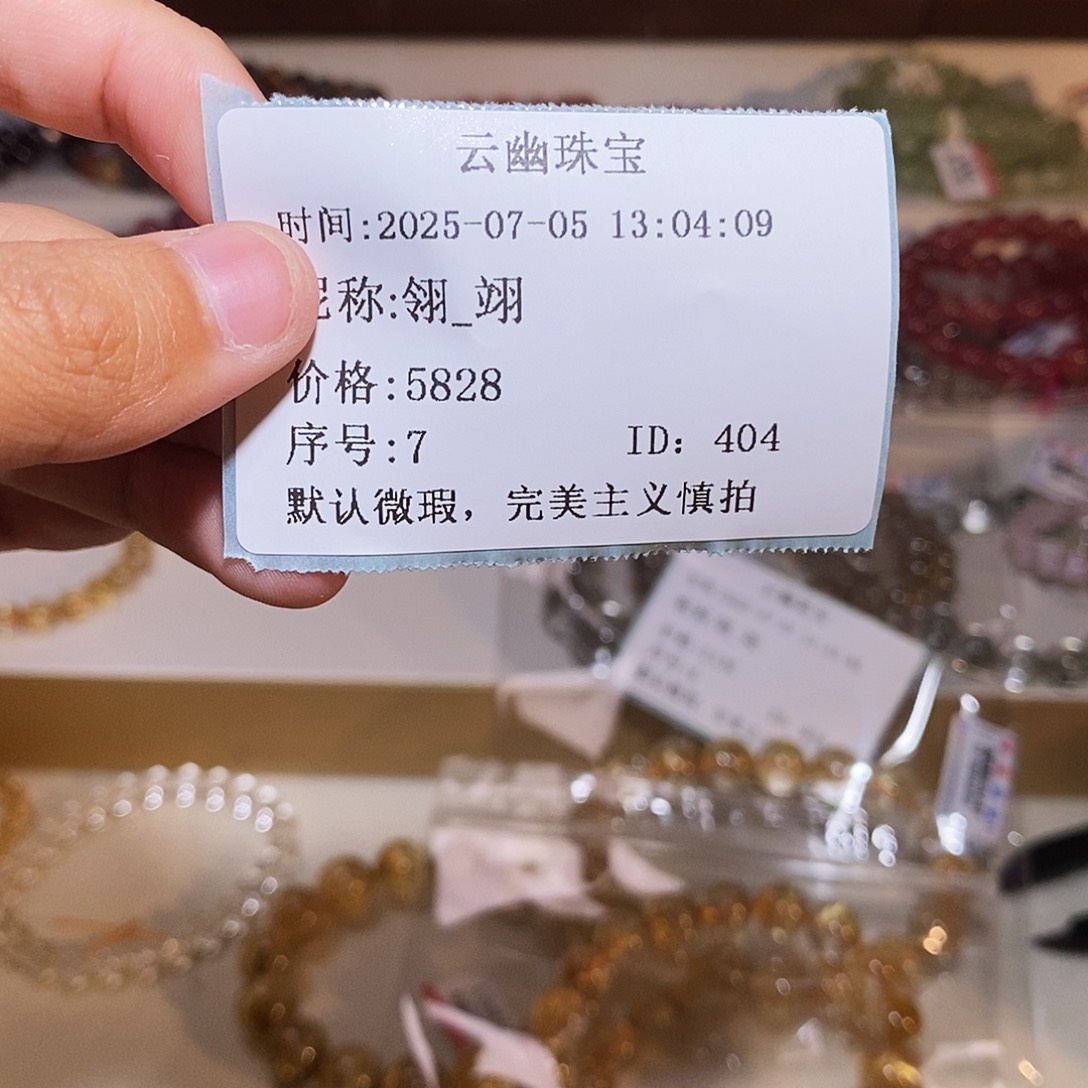 云幽珠宝
时间:2025-07-05 13:04:09
昵称:翎_翊
价格:5828
序号:7 ID: 404
默认微瑕，完美主义慎拍